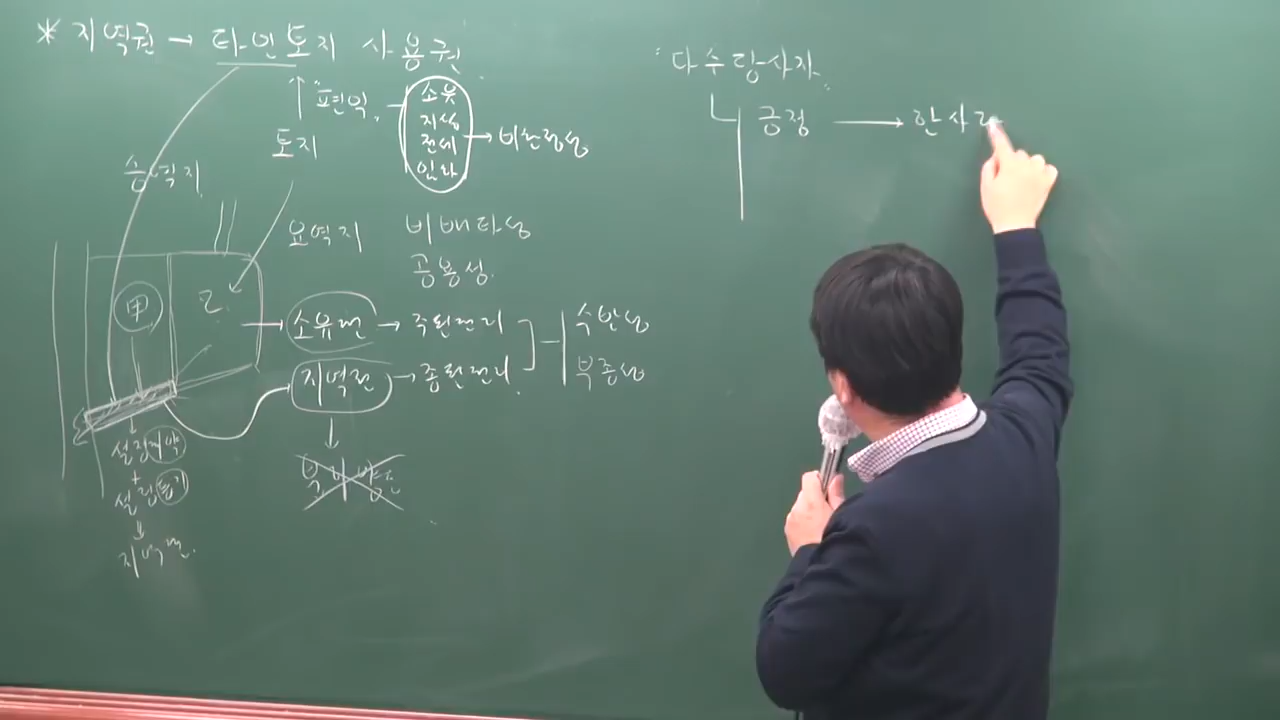 * 지역권 → 타인토지 사용권
"편익"
토지
소유
지상
전세
임차
→ 비한정성
승역지
요역지
비배타성
공용성
甲
乙
소유권 → 주된권리
지역권 → 종된권리
수반성
부종성
설정계약
+
설정등기
⇓
지역권
"다수당사자"
긍정 → 한사람